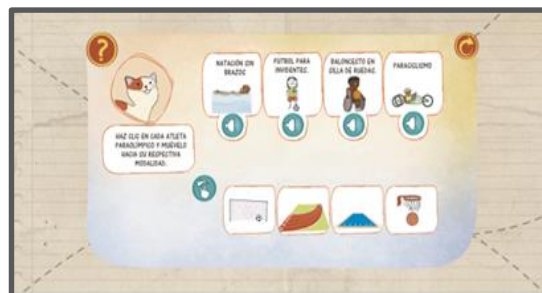 NATACIÓN SIN
BRAZOS
FUTBOL PARA
INVIDENTES.
BALONCESTO EN
SILLA DE RUEDAS.
PARACICLISMO
HAZ CLIC EN CADA ATLETA
PARAOLÍMPICO Y MUÉVELO
HACIA SU RESPECTIVA
MODALIDAD.